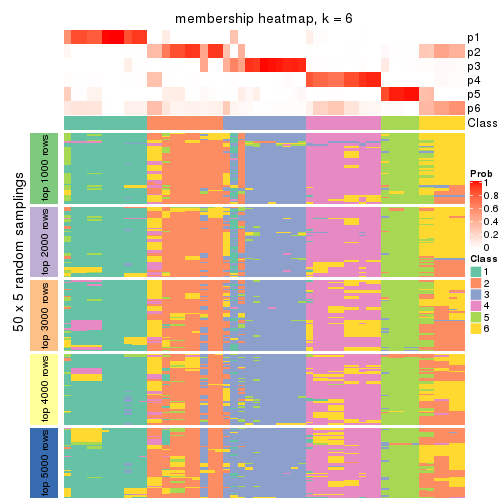 membership heatmap, k = 6
p1
p2
p3
p4
p5
p6
Class
50 x 5 random samplings
top 1000 rows
top 2000 rows
top 3000 rows
top 4000 rows
top 5000 rows
Prob
1
0.8
0.6
0.4
0.2
0
Class
1
2
3
4
5
6